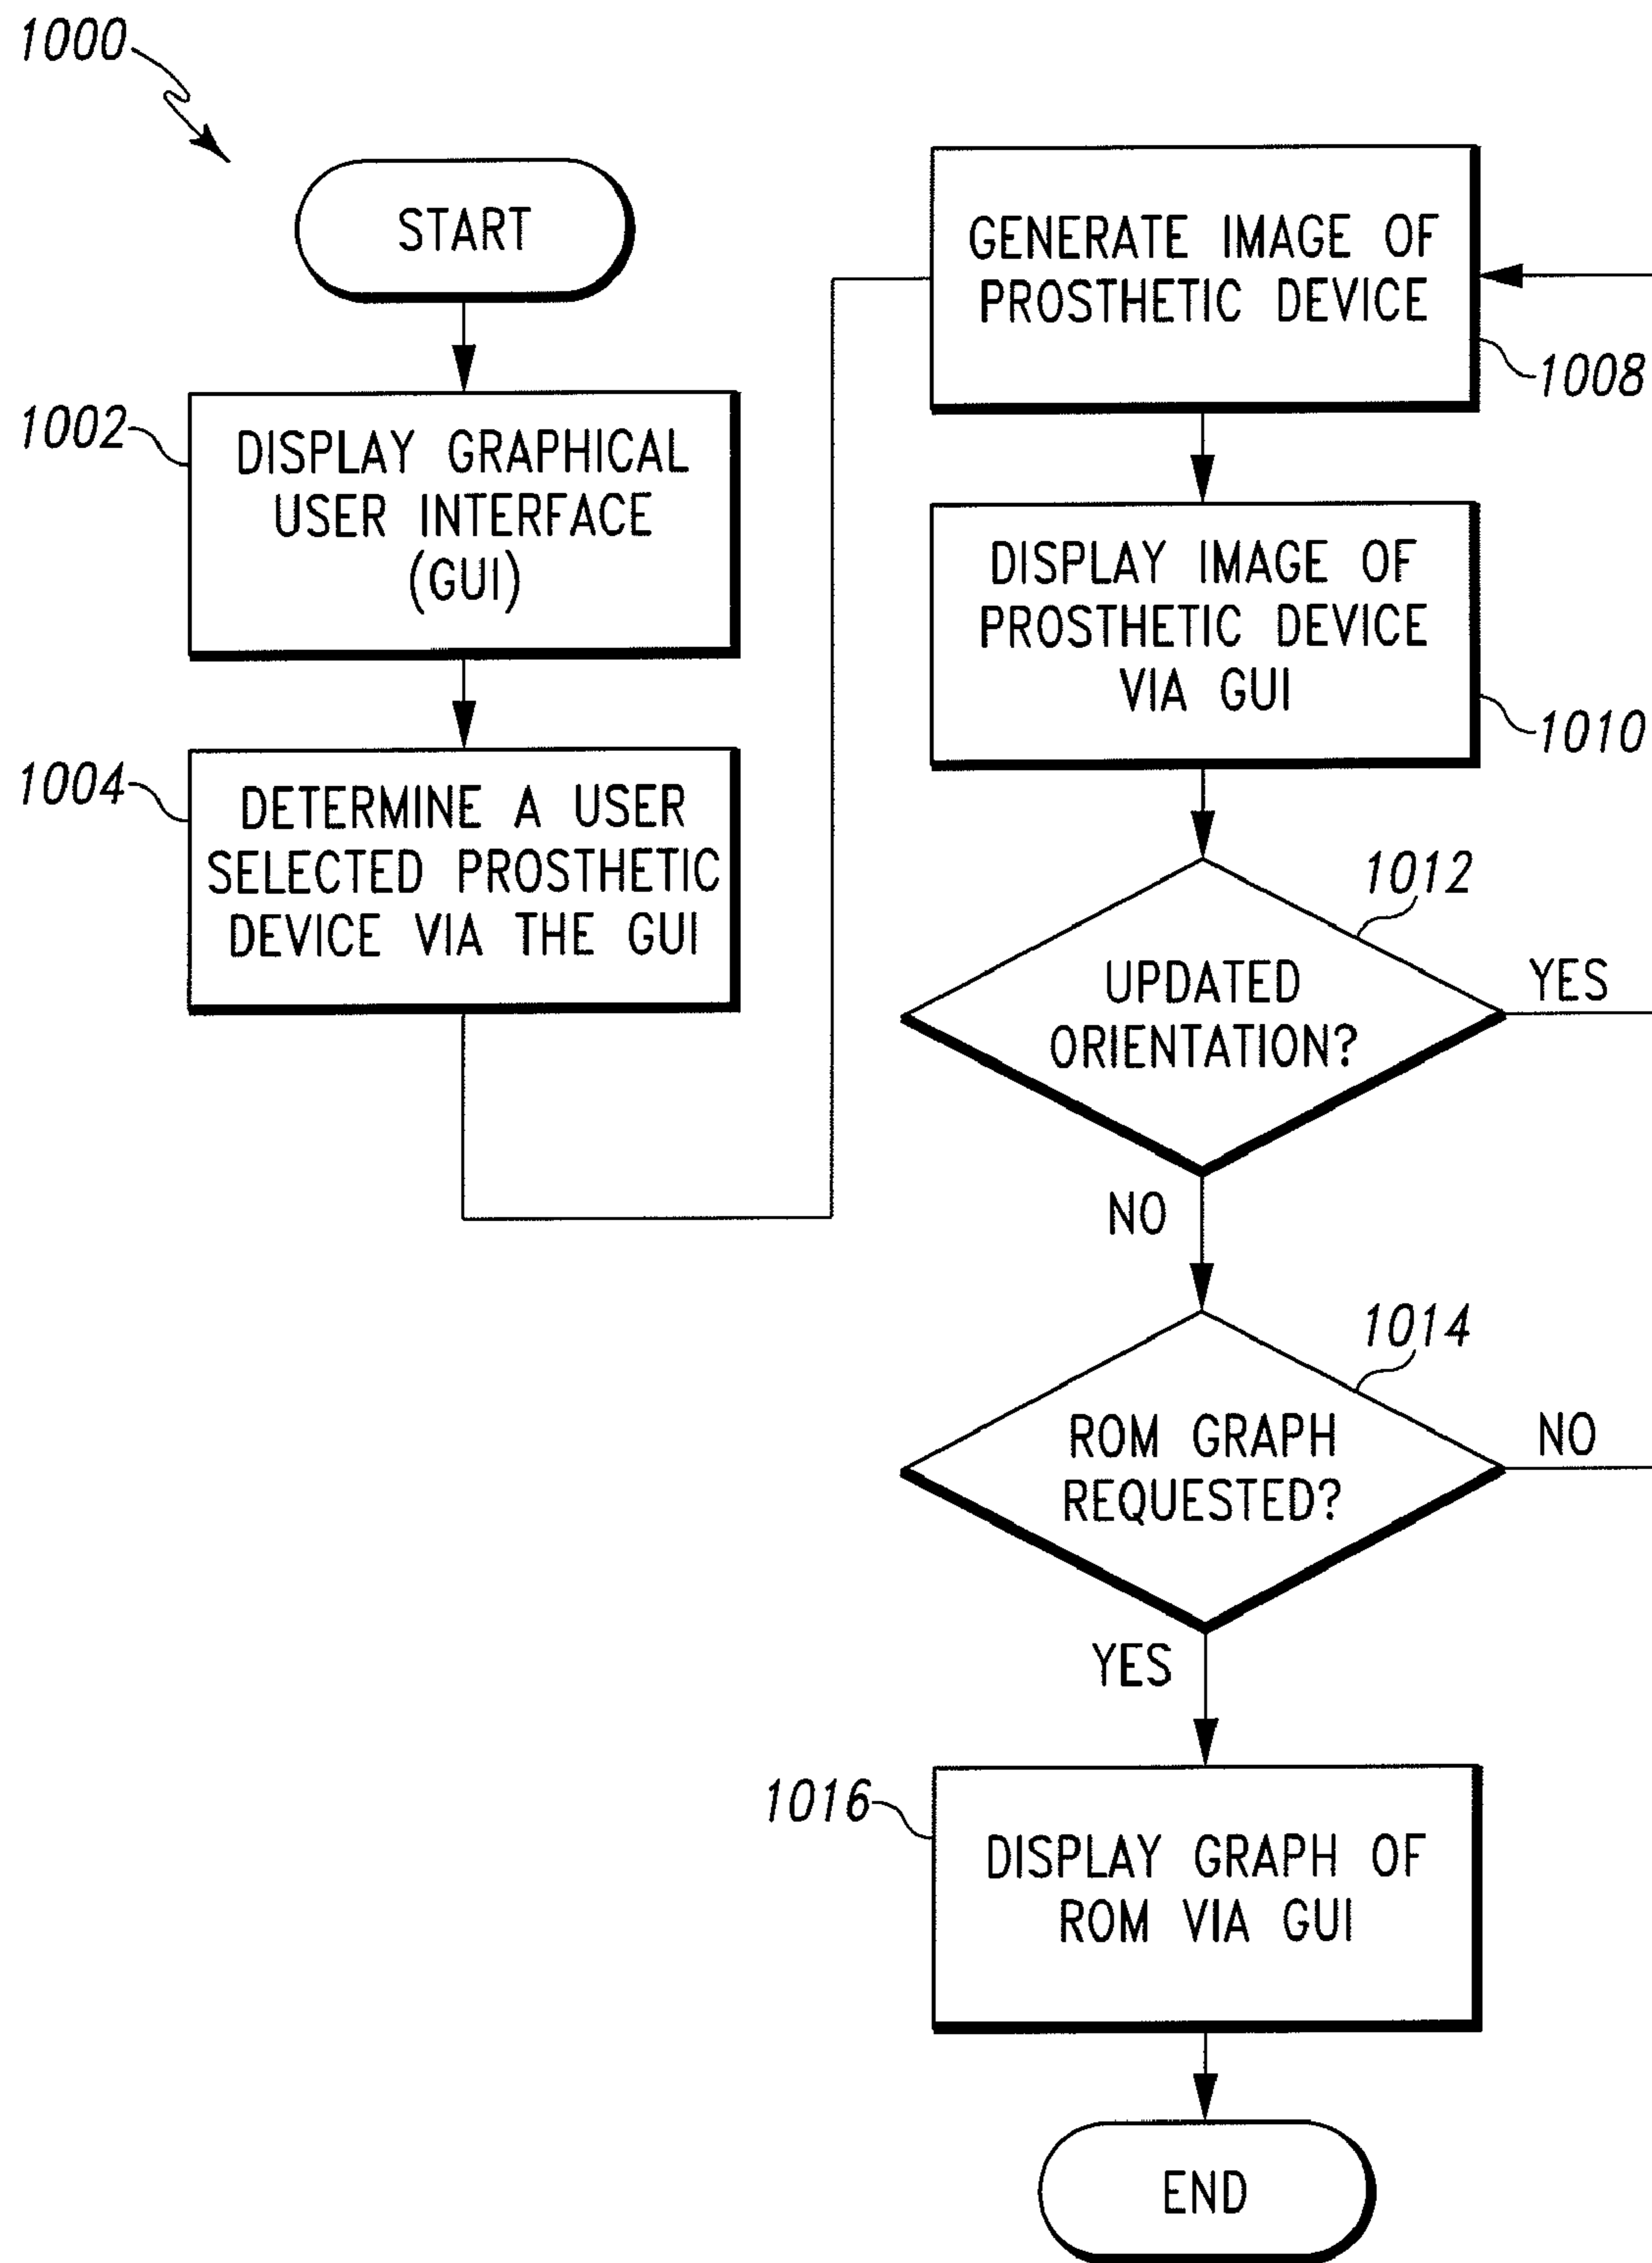 1000
START
1002
DISPLAY GRAPHICAL
USER INTERFACE
(GUI)
1004
DETERMINE A USER
SELECTED PROSTHETIC
DEVICE VIA THE GUI
GENERATE IMAGE OF
PROSTHETIC DEVICE
1008
DISPLAY IMAGE OF
PROSTHETIC DEVICE
VIA GUI
1010
1012
UPDATED
ORIENTATION?
YES
NO
1014
ROM GRAPH
REQUESTED?
NO
YES
1016
DISPLAY GRAPH OF
ROM VIA GUI
END